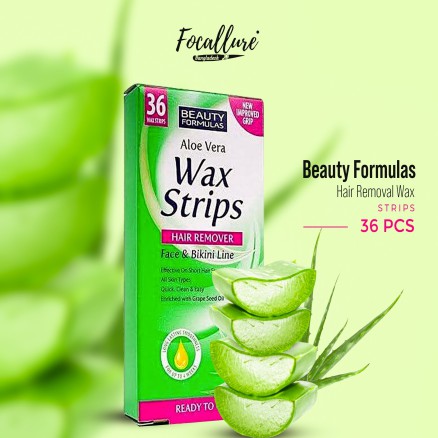 Focallure
Bangladesh
36
WAX STRIPS
BEAUTY
FORMULAS
NEW
IMPROVED
GRIP
Aloe Vera
Wax
Strips
HAIR REMOVER
Face & Bikini Line
Effective On Short Hair
All Skin Types
Quick, Clean & Easy
Enriched with Grape Seed Oil
READY TO
Beauty Formulas
Hair Removal Wax
STRIPS
36 PCS